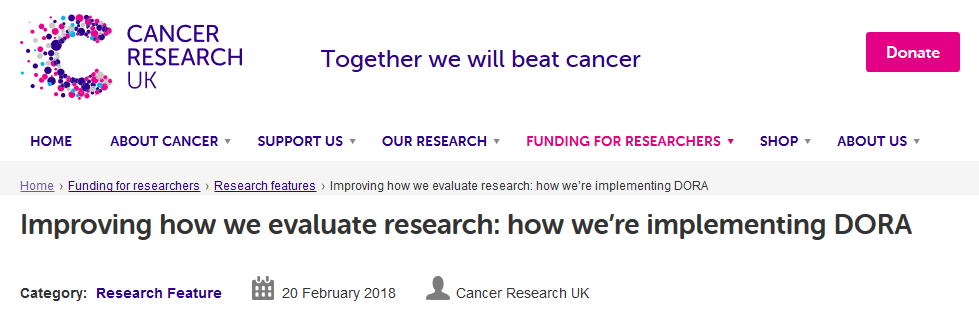 CANCER
RESEARCH
UK
Together we will beat cancer
Donate
HOME ABOUT CANCER SUPPORT US OUR RESEARCH FUNDING FOR RESEARCHERS SHOP ABOUT US
Home › Funding for researchers › Research features › Improving how we evaluate research: how we’re implementing DORA
Improving how we evaluate research: how we’re implementing DORA
Category: Research Feature 20 February 2018 Cancer Research UK